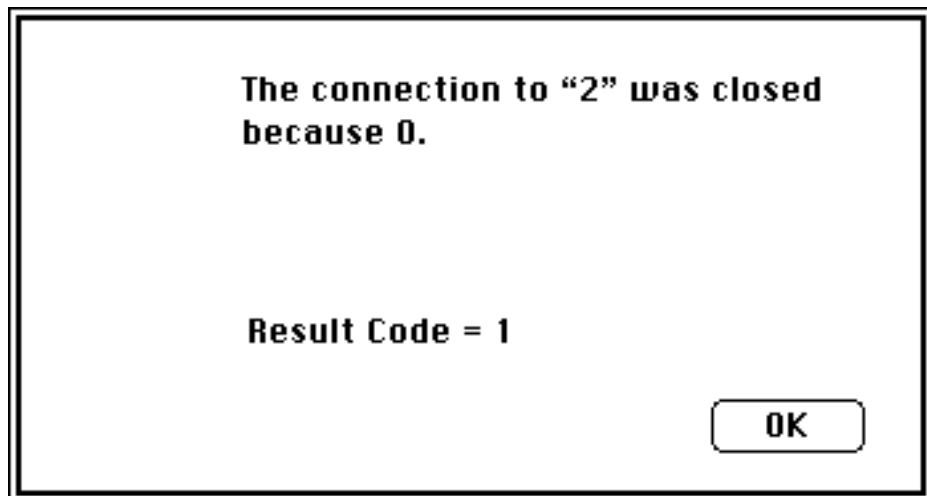 The connection to “2” was closed
because 0.
Result Code = 1
OK